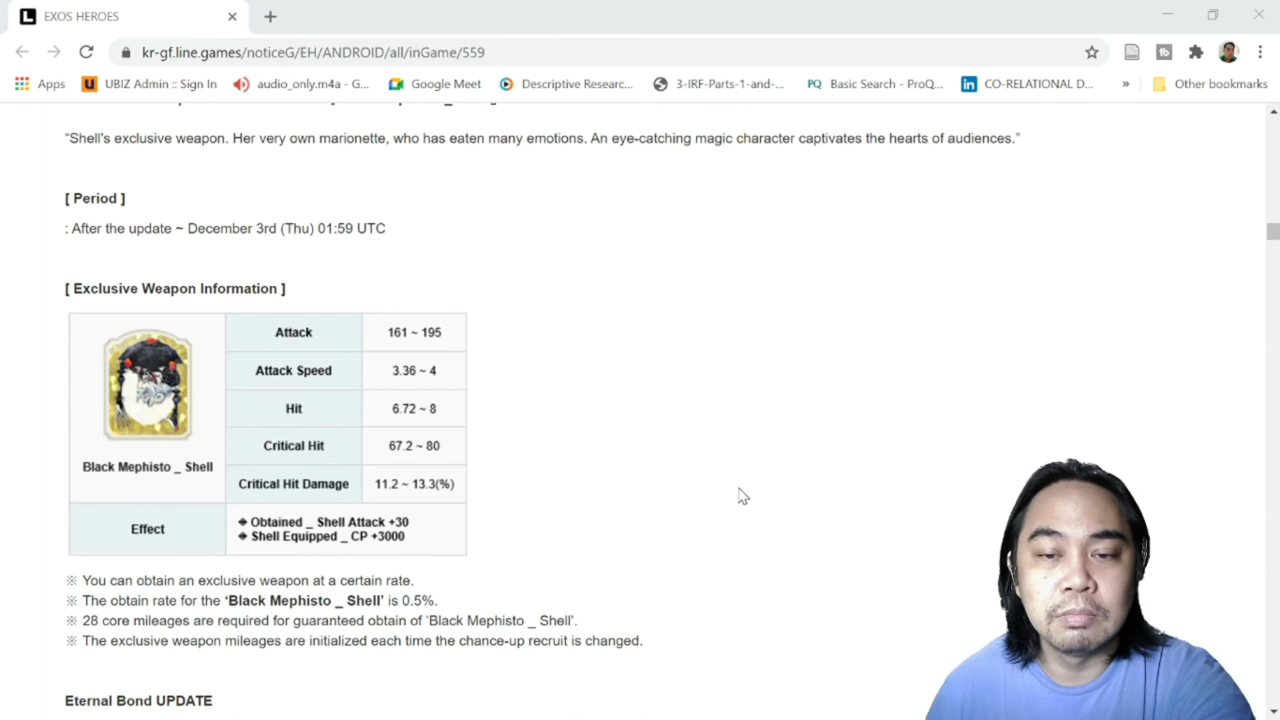 EXOS HEROES
kr-gf.line.games/noticeG/EH/ANDROID/all/inGame/559
Apps UBIZ Admin :: Sign In audio_only.m4a - G... Google Meet Descriptive Researc... 3-IRF-Parts-1-and-... PQ Basic Search - ProQ... in CO-RELATIONAL D... » Other bookmarks
“Shell's exclusive weapon. Her very own marionette, who has eaten many emotions. An eye-catching magic character captivates the hearts of audiences.”
[ Period ]
: After the update ~ December 3rd (Thu) 01:59 UTC
[ Exclusive Weapon Information ]
Attack 161 ~ 195
Attack Speed 3.36 ~ 4
Hit 6.72 ~ 8
Critical Hit 67.2 ~ 80
Black Mephisto _ Shell
Critical Hit Damage 11.2 ~ 13.3(%)
Effect
◆ Obtained _ Shell Attack +30
◆ Shell Equipped _ CP +3000
※ You can obtain an exclusive weapon at a certain rate.
※ The obtain rate for the ‘Black Mephisto _ Shell’ is 0.5%.
※ 28 core mileages are required for guaranteed obtain of ‘Black Mephisto _ Shell’.
※ The exclusive weapon mileages are initialized each time the chance-up recruit is changed.
Eternal Bond UPDATE